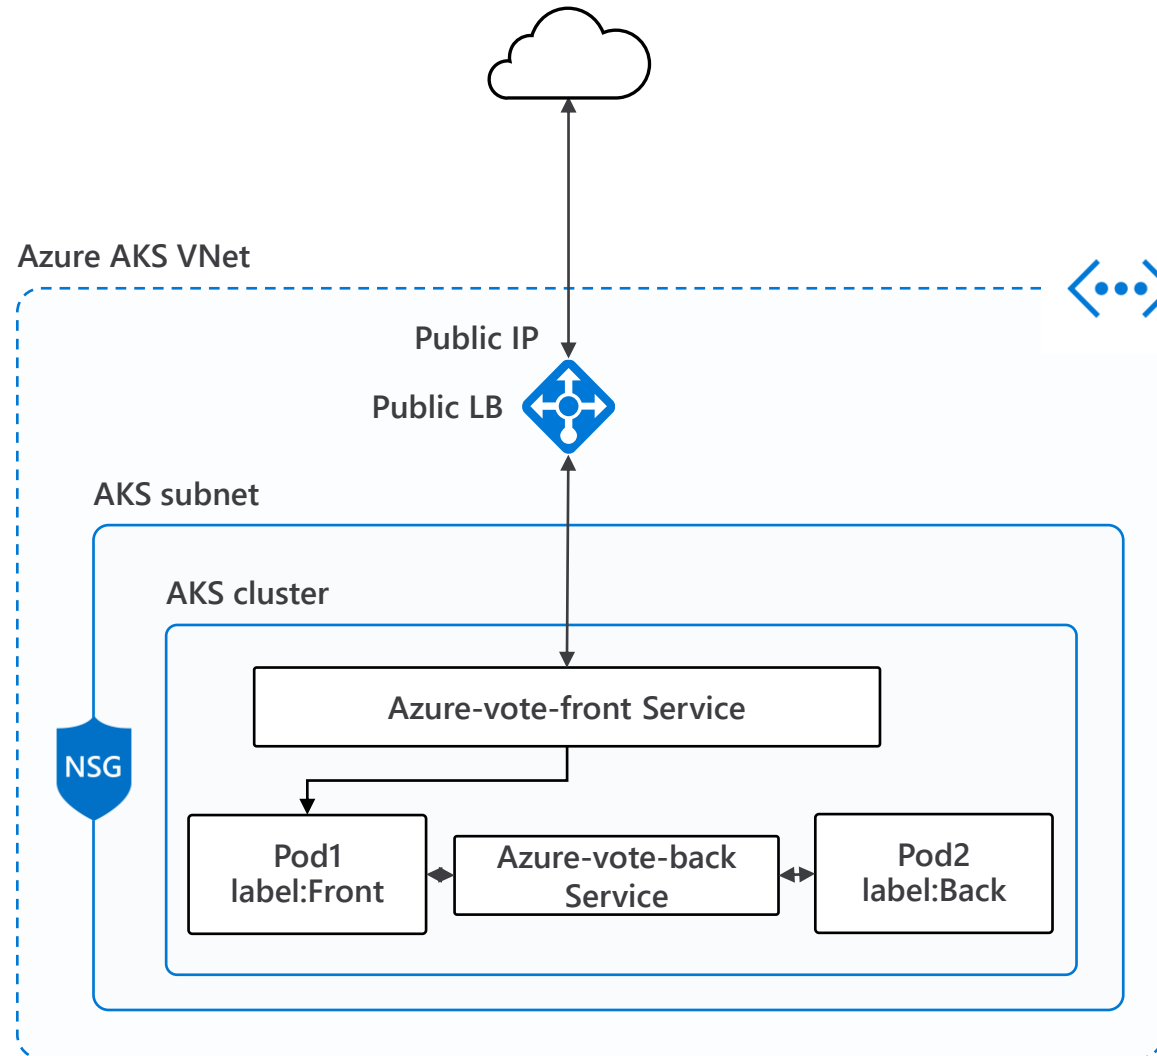 Azure AKS VNet
Public IP
Public LB
AKS subnet
AKS cluster
Azure-vote-front Service
NSG
Pod1
label:Front
Azure-vote-back
Service
Pod2
label:Back